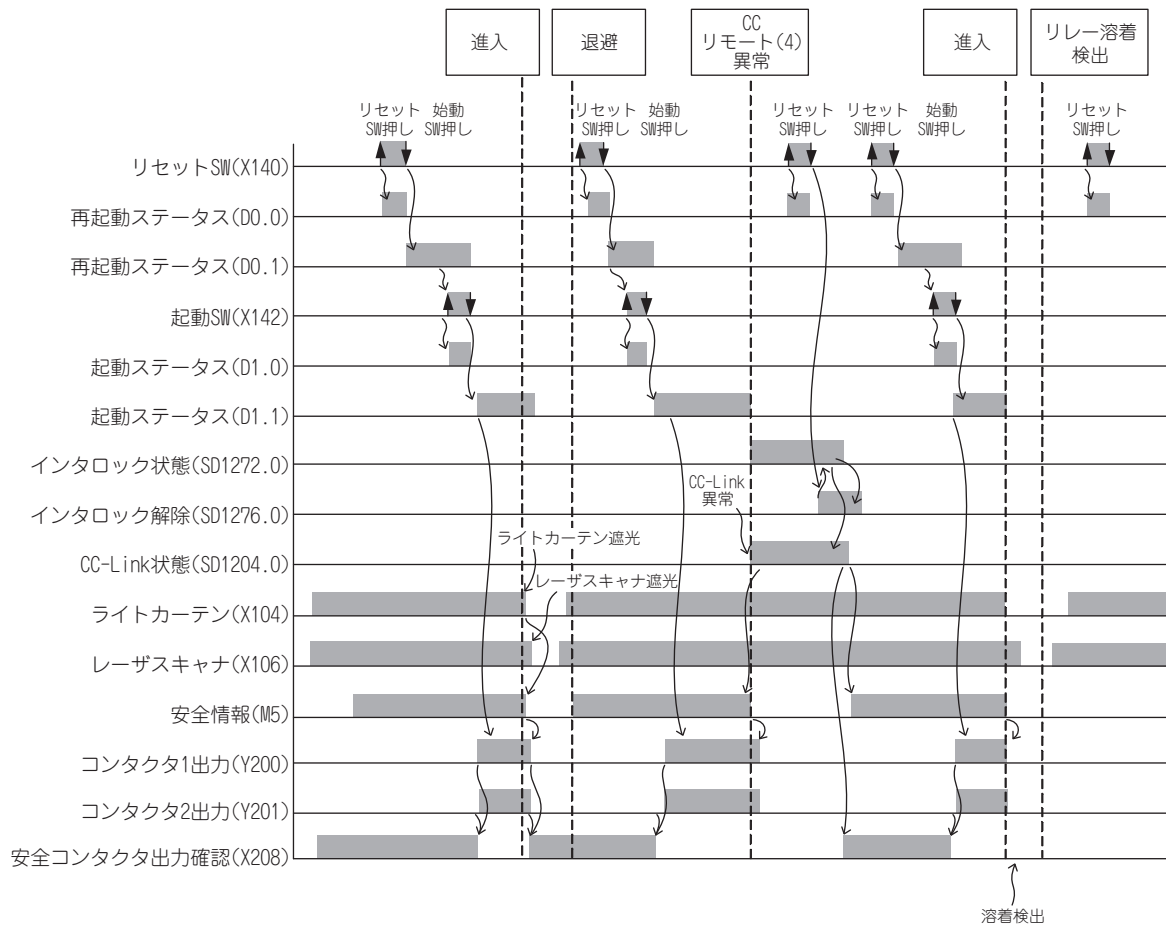 進入
退避
CC
リモート(4)
異常
進入
リレー溶着
検出
リセット
SW押し
始動
SW押し
リセット
SW押し
始動
SW押し
リセット
SW押し
リセット
SW押し
始動
SW押し
リセット
SW押し
リセットSW(X140)
再起動ステータス(D0.0)
再起動ステータス(D0.1)
起動SW(X142)
起動ステータス(D1.0)
起動ステータス(D1.1)
インタロック状態(SD1272.0)
CC-Link
異常
インタロック解除(SD1276.0)
ライトカーテン遮光
CC-Link状態(SD1204.0)
レーザスキャナ遮光
ライトカーテン(X104)
レーザスキャナ(X106)
安全情報(M5)
コンタクタ1出力(Y200)
コンタクタ2出力(Y201)
安全コンタクタ出力確認(X208)
溶着検出